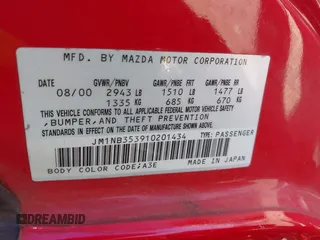 MFD. BY MAZDA MOTOR CORPORATION
GVWR/PNBV GAWR/PNBE FR GAWR/PNBE RR
08/00 2943 LB 1510 LB 1477 LB
1335 KG 685 KG 670 KG
THIS VEHICLE CONFORMS TO ALL APPLICABLE FEDERAL MOTOR VEHICLE SAFETY
,BUMPER, AND THEFT PREVENTION
STANDARDS IN EFFECT ON THE DATE OF MANUFACTURE SHOWN ABOVE.
JM1NB353910201434 TYPE: PASSENGER
MADE IN JAPAN
BODY COLOR CODE:A3E
DREAMBID